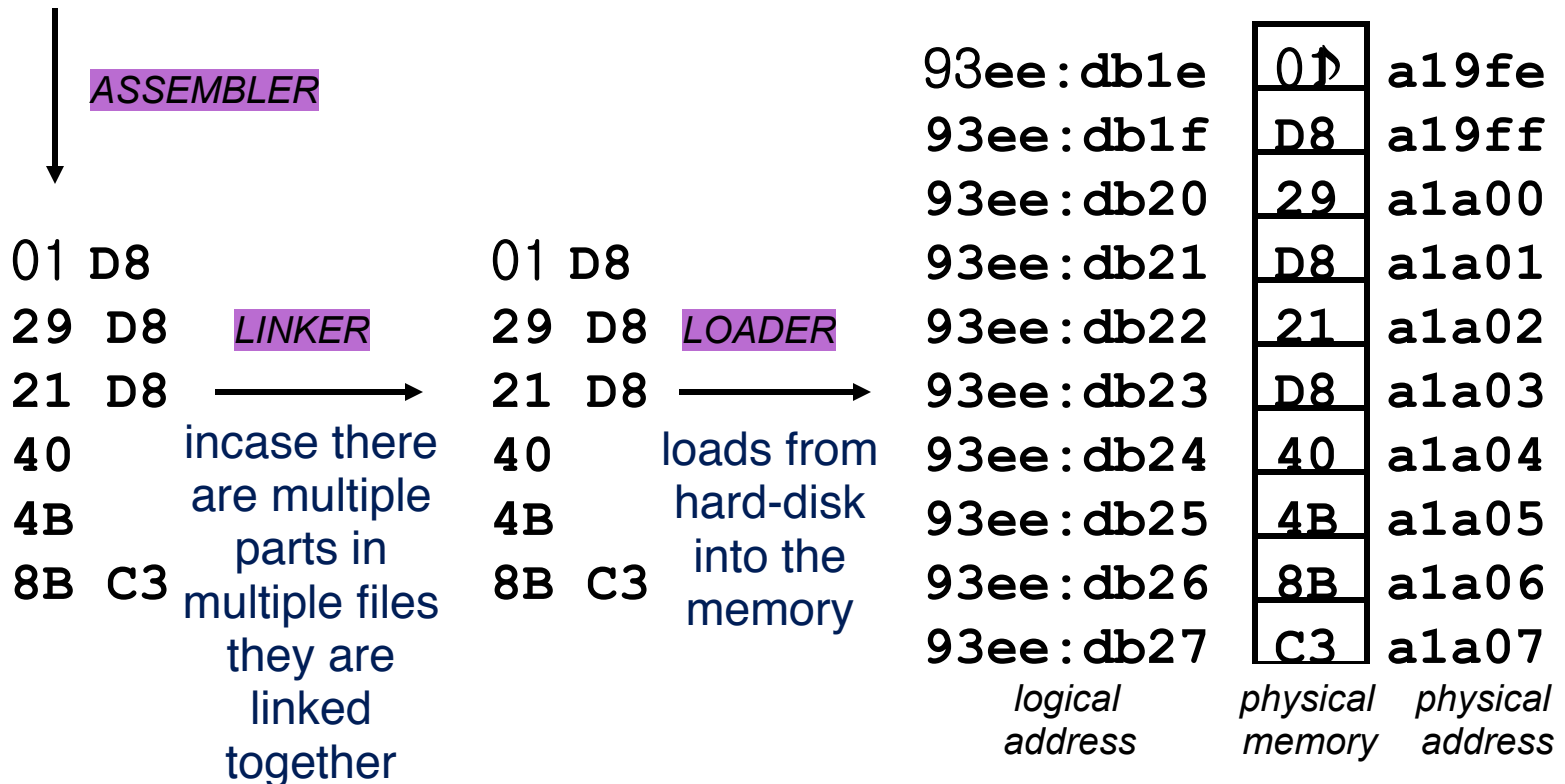 ASSEMBLER
01 D8
29 D8
21 D8
40
4B
8B C3
LINKER
incase there
are multiple
parts in
multiple files
they are
linked
together
01 D8
29 D8
21 D8
40
4B
8B C3
LOADER
loads from
hard-disk
into the
memory
93ee:db1e 01 a19fe
93ee:db1f D8 a19ff
93ee:db20 29 a1a00
93ee:db21 D8 a1a01
93ee:db22 21 a1a02
93ee:db23 D8 a1a03
93ee:db24 40 a1a04
93ee:db25 4B a1a05
93ee:db26 8B a1a06
93ee:db27 C3 a1a07
logical physical physical
address memory address